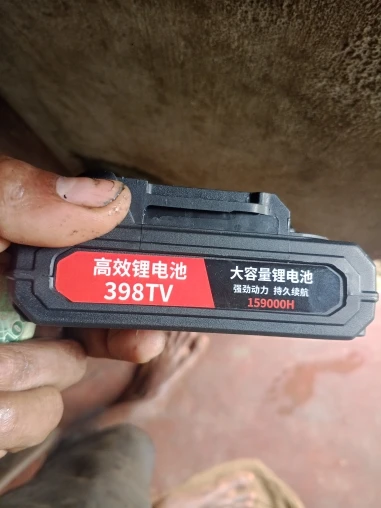 高效锂电池
398TV
大容量锂电池
强劲动力 持久续航
159000H